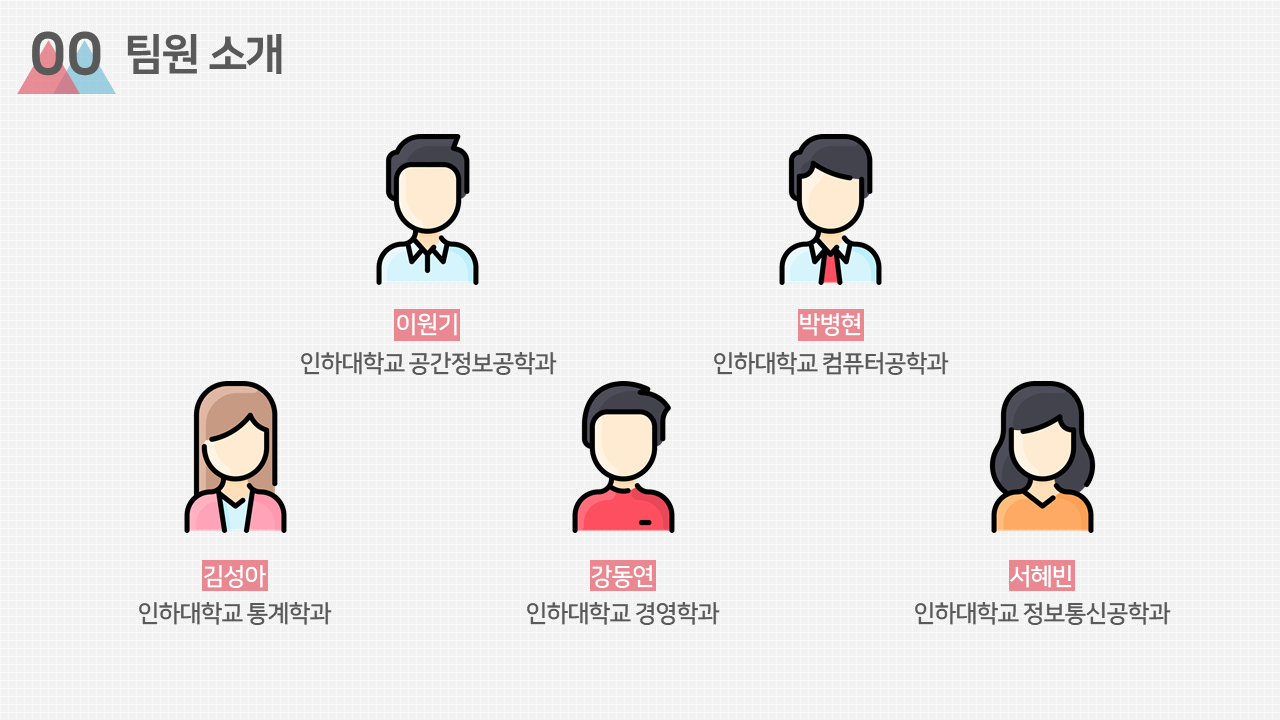 00 팀원 소개
이원기
인하대학교 공간정보공학과
박병현
인하대학교 컴퓨터공학과
김성아
인하대학교 통계학과
강동연
인하대학교 경영학과
서혜빈
인하대학교 정보통신공학과